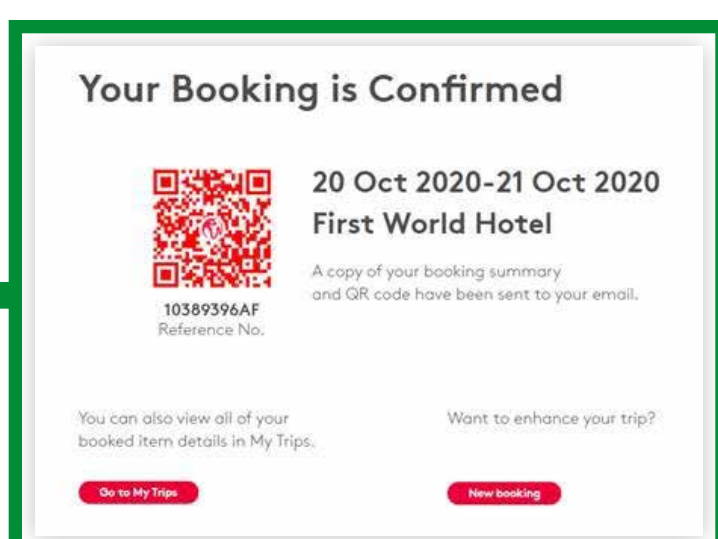 Your Booking is Confirmed
20 Oct 2020-21 Oct 2020
First World Hotel
A copy of your booking summary
and QR code have been sent to your email.
10389396AF
Reference No.
You can also view all of your
booked item details in My Trips.
Want to enhance your trip?
Go to My Trips
New booking